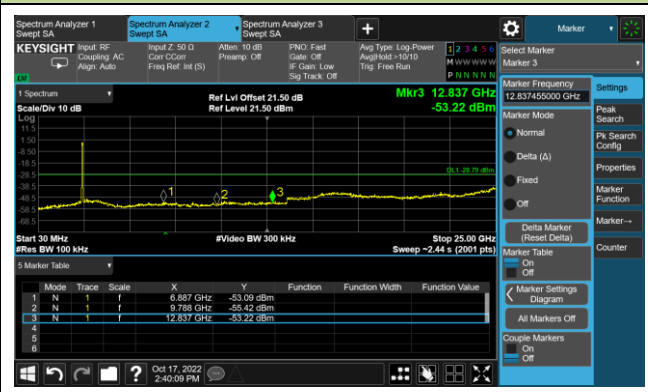 Spectrum Analyzer 1
Swept SA
Spectrum Analyzer 2
Swept SA
Spectrum Analyzer 3
Swept SA
Marker
KEYSIGHT
Input: RF
Coupling: AC
Align: Auto
Input Z: 50 Ω
Corr CCorr
Freq Ref: Int (S)
Atten: 10 dB
Preamp: Off
PNO: Fast
Gate: Off
IF Gain: Low
Sig Track: Off
Avg Type: Log-Power
Avg|Hold:>10/10
Trig: Free Run
1 2 3 4 5 6
M W W W W W
P N N N N N
Select Marker
Marker 3
1 Spectrum
Scale/Div 10 dB
Ref Lvl Offset 21.50 dB
Ref Level 21.50 dBm
Mkr3 12.837 GHz
-53.22 dBm
Log
11.5
1.50
-8.50
-18.5
-28.5
-38.5
-48.5
-58.5
-68.5
DL1 -28.79 dBm
1
2
3
Start 30 MHz
#Res BW 100 kHz
#Video BW 300 kHz
Stop 25.00 GHz
Sweep ~2.44 s (2001 pts)
5 Marker Table
Mode Trace Scale X Y Function Function Width Function Value
1 N 1 f 6.887 GHz -53.09 dBm
2 N 1 f 9.788 GHz -55.42 dBm
3 N 1 f 12.837 GHz -53.22 dBm
4
5
6
Oct 17, 2022
2:40:09 PM
Marker Frequency
12.837455000 GHz
Marker Mode
Normal
Delta (Δ)
Fixed
Off
Delta Marker
(Reset Delta)
Marker Table
On
Off
Marker Settings
Diagram
All Markers Off
Couple Markers
On
Off
Settings
Peak
Search
Pk Search
Config
Properties
Marker
Function
Marker→
Counter